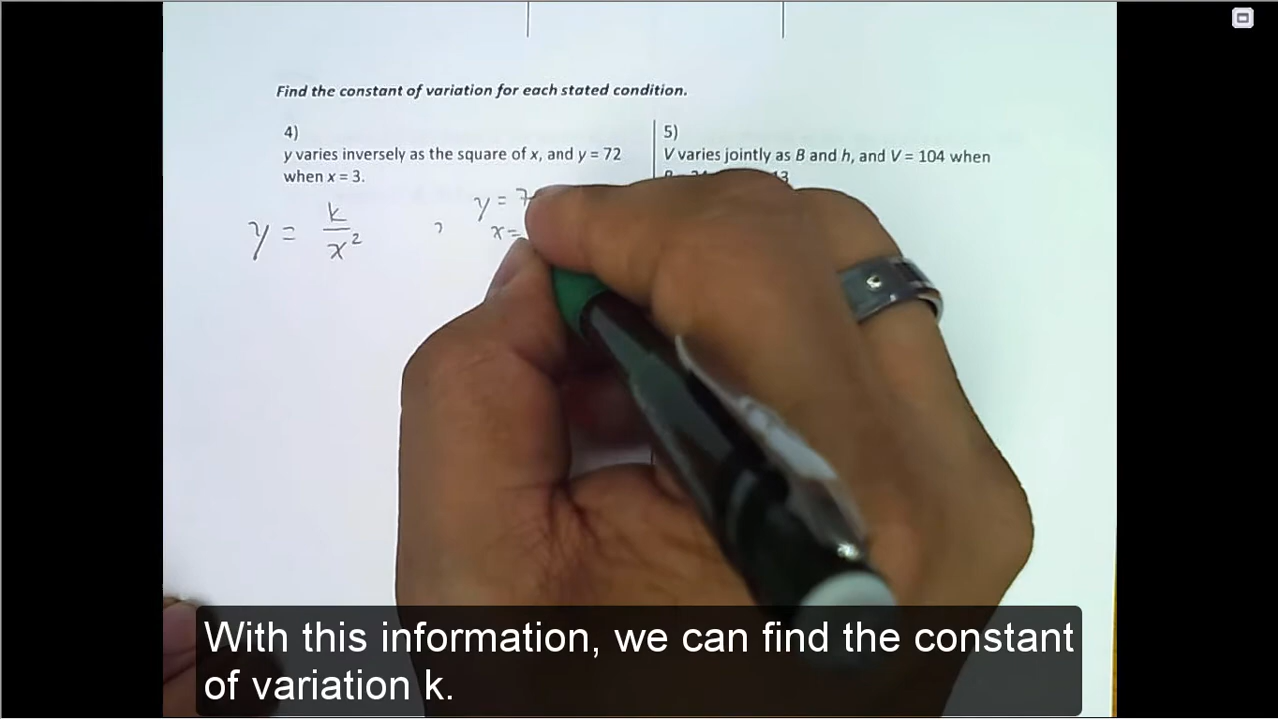 Find the constant of variation for each stated condition.
4)
y varies inversely as the square of x, and y = 72
when x = 3.
5)
V varies jointly as B and h, and V = 104 when
y = k/x² , y = 7
x =
With this information, we can find the constant
of variation k.